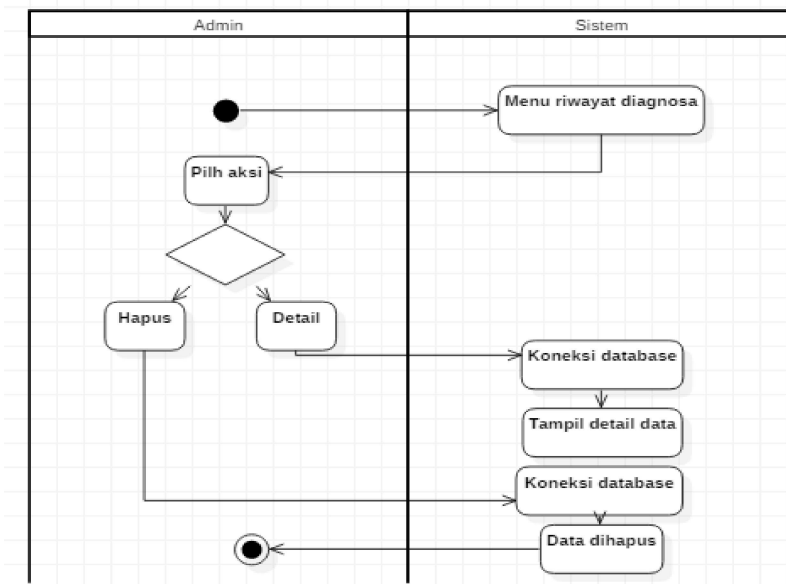 Admin
Sistem
Menu riwayat diagnosa
Pilh aksi
Hapus
Detail
Koneksi database
Tampil detail data
Koneksi database
Data dihapus